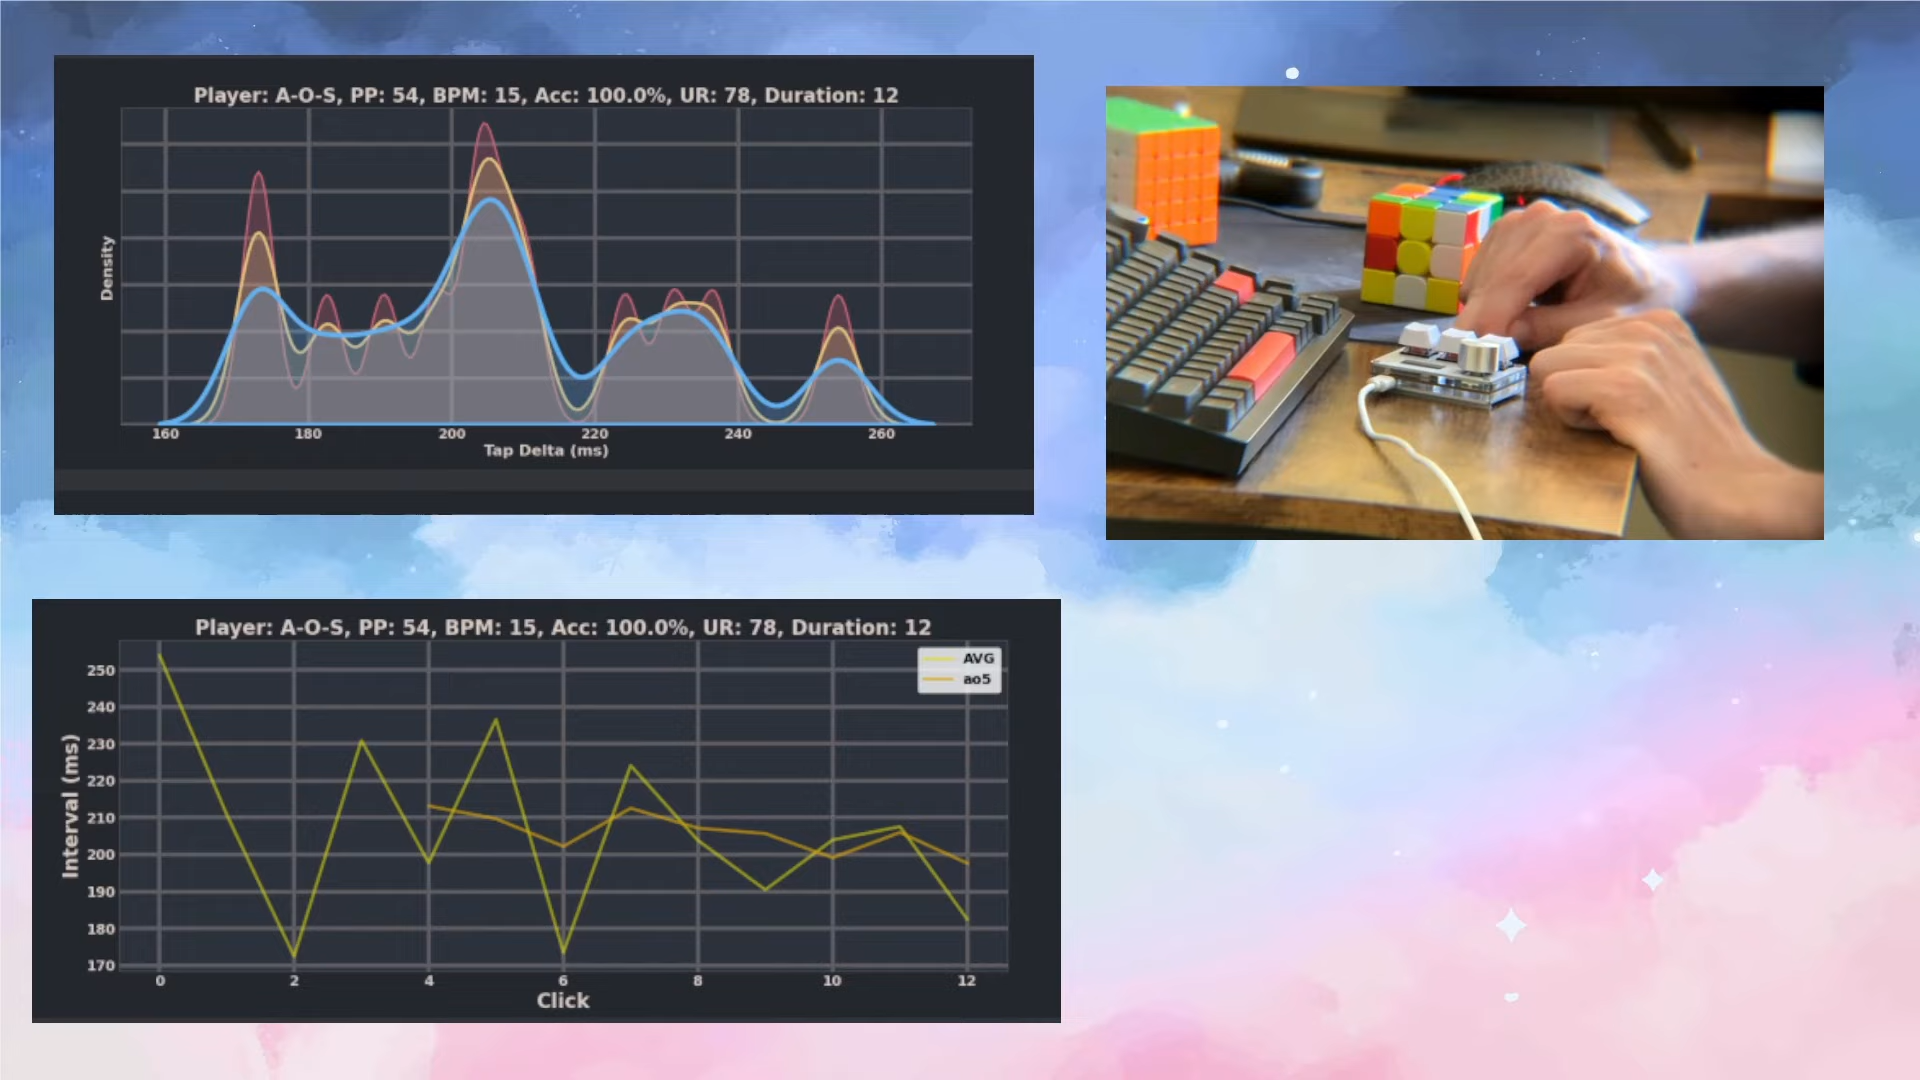 Player: A-O-S, PP: 54, BPM: 15, Acc: 100.0%, UR: 78, Duration: 12
Density
160 180 200 220 240 260
Tap Delta (ms)
Player: A-O-S, PP: 54, BPM: 15, Acc: 100.0%, UR: 78, Duration: 12
AVG
ao5
250
240
230
220
210
200
190
180
170
Interval (ms)
0 2 4 6 8 10 12
Click